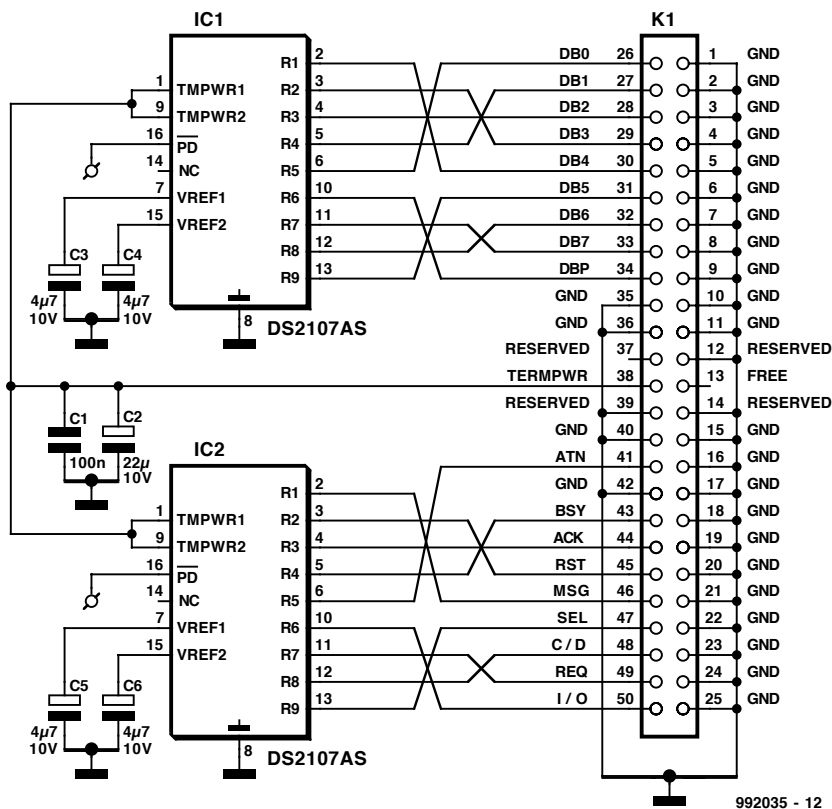 IC1 K1
R1 2 DB0 26 1 GND
1 TMPWR1 R2 3 DB1 27 2 GND
9 TMPWR2 R3 4 DB2 28 3 GND
16 PD R4 5 DB3 29 4 GND
14 NC R5 6 DB4 30 5 GND
7 VREF1 R6 10 DB5 31 6 GND
15 VREF2 R7 11 DB6 32 7 GND
C3 C4 R8 12 DB7 33 8 GND
R9 13 DBP 34 9 GND
4µ7 10V 4µ7 10V GND 35 10 GND
8 DS2107AS GND 36 11 GND
RESERVED 37 12 RESERVED
TERMPWR 38 13 FREE
C1 C2 RESERVED 39 14 RESERVED
GND 40 15 GND
100n 22µ 10V IC2 ATN 41 16 GND
R1 2 GND 42 17 GND
1 TMPWR1 R2 3 BSY 43 18 GND
9 TMPWR2 R3 4 ACK 44 19 GND
16 PD R4 5 RST 45 20 GND
14 NC R5 6 MSG 46 21 GND
7 VREF1 R6 10 SEL 47 22 GND
15 VREF2 R7 11 C / D 48 23 GND
C5 C6 R8 12 REQ 49 24 GND
R9 13 I / O 50 25 GND
4µ7 10V 4µ7 10V
8 DS2107AS
992035 - 12